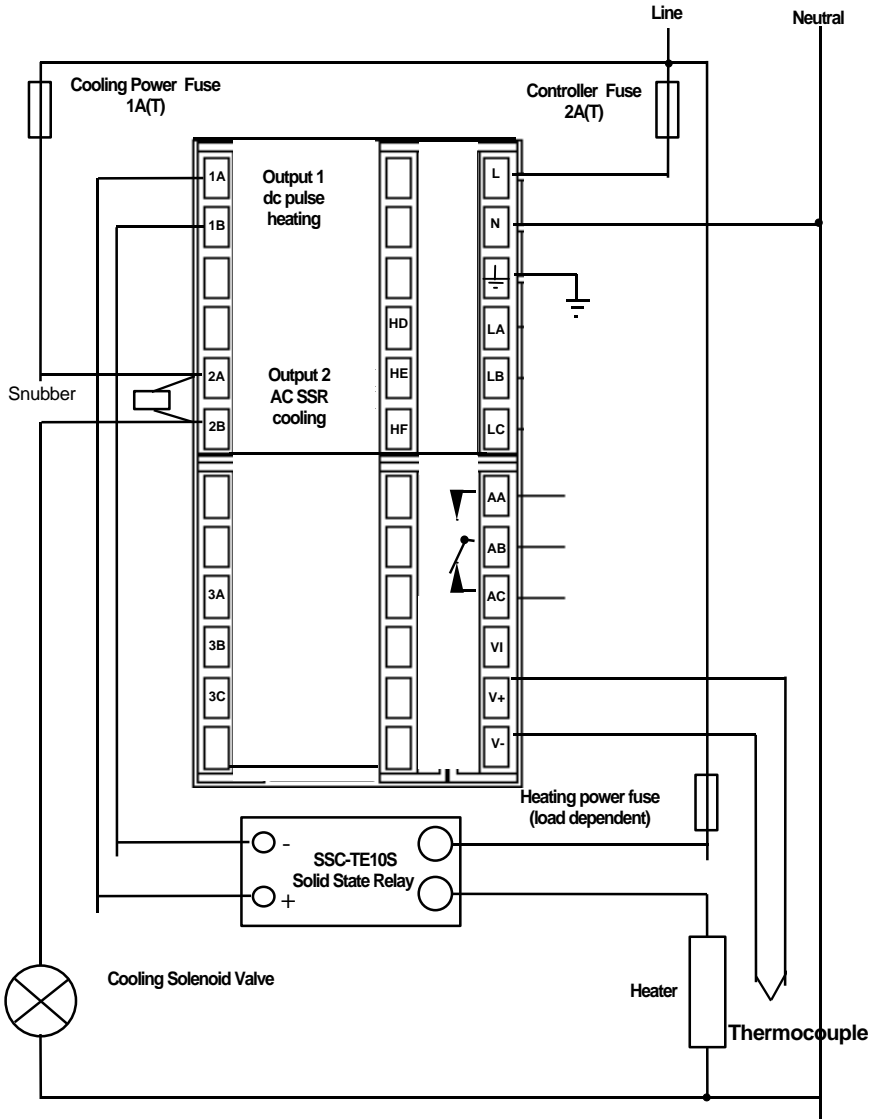 Line
Neutral
Cooling Power Fuse
1A(T)
Controller Fuse
2A(T)
1A
Output 1
dc pulse
heating
L
1B
N
HD
LA
Snubber
2A
Output 2
AC SSR
cooling
HE
LB
2B
HF
LC
AA
AB
3A
AC
3B
VI
3C
V+
V-
Heating power fuse
(load dependent)
-
SSC-TE10S
Solid State Relay
+
Cooling Solenoid Valve
Heater
Thermocouple